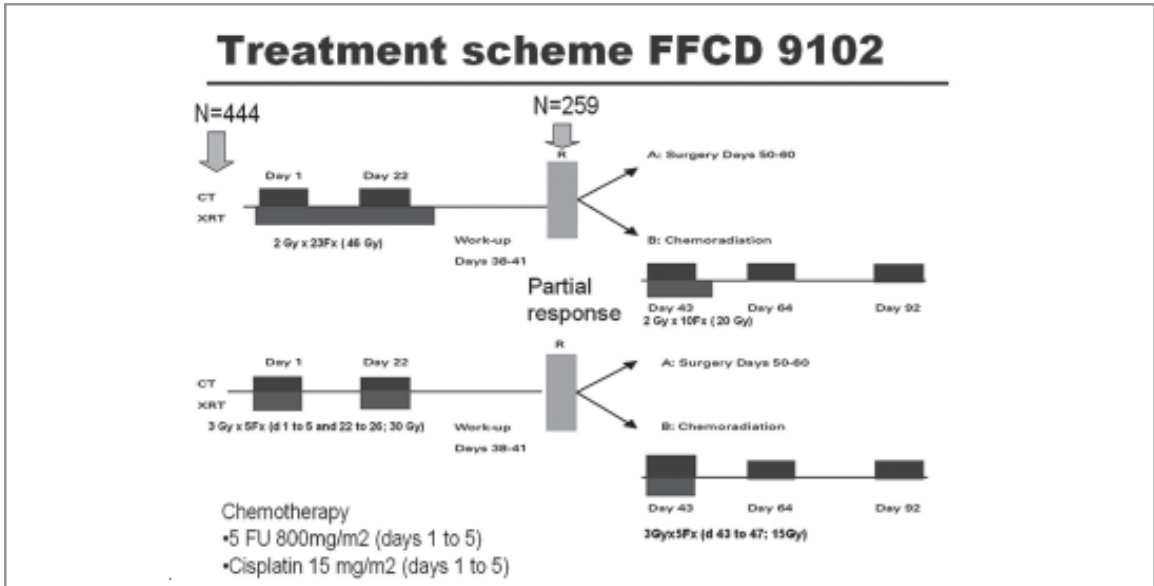 Treatment scheme FFCD 9102
N=444
N=259
R
Day 1 Day 22
CT
XRT
2 Gy x 23Fx ( 46 Gy)
Work-up
Days 38-41
A: Surgery Days 50-60
B: Chemoradiation
Day 43 Day 64 Day 92
2 Gy x 10Fx ( 20 Gy)
Partial
response
R
Day 1 Day 22
CT
XRT
3 Gy x 5Fx (d 1 to 5 and 22 to 26; 30 Gy)
Work-up
Days 38-41
A: Surgery Days 50-60
B: Chemoradiation
Day 43 Day 64 Day 92
3Gyx5Fx (d 43 to 47; 15Gy)
Chemotherapy
•5 FU 800mg/m2 (days 1 to 5)
•Cisplatin 15 mg/m2 (days 1 to 5)